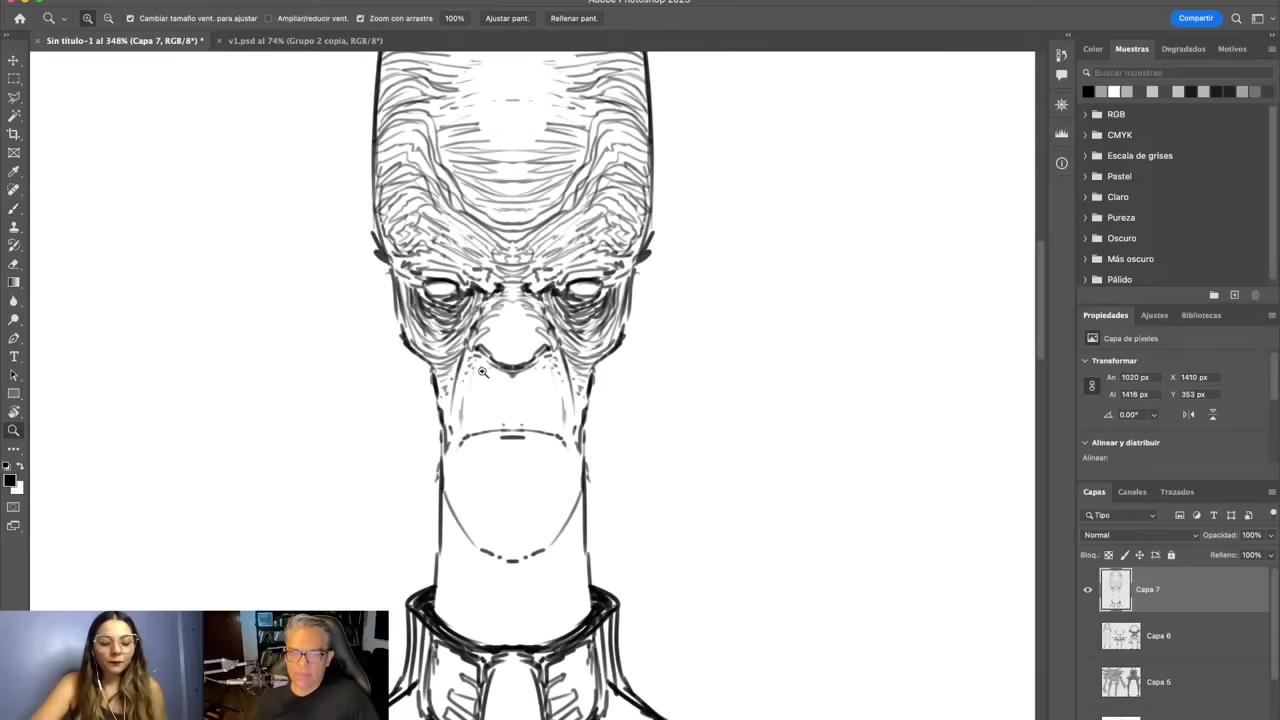 Cambiar tamaño vent. para ajustar
Ampliar/reducir vent.
Zoom con arrastre
100%
Ajustar pant.
Rellenar pant.
Compartir
Sin título-1 al 348% (Capa 7, RGB/8*) *
v1.psd al 74% (Grupo 2 copia, RGB/8*)
Color
Muestras
Degradados
Motivos
Buscar muestras
RGB
CMYK
Escala de grises
Pastel
Claro
Pureza
Oscuro
Más oscuro
Pálido
Propiedades
Ajustes
Bibliotecas
Capa de píxeles
Transformar
An 1020 px X 1410 px
Al 1416 px Y 353 px
0.00°
Alinear y distribuir
Alinear:
Capas
Canales
Trazados
Tipo
Normal
Opacidad: 100%
Bloq.:
Relleno: 100%
Capa 7
Capa 6
Capa 5